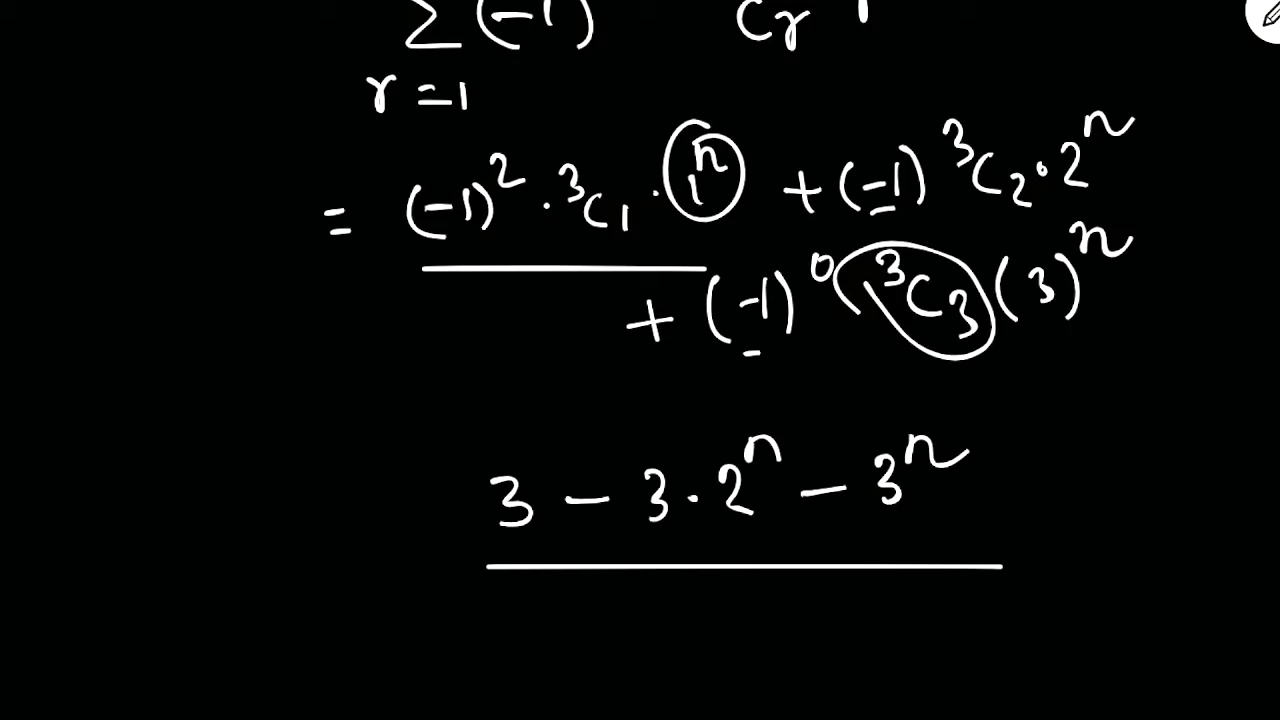 ∑ (-1) Cᵣ
r = 1
= (-1)² · ³C₁ · 1ⁿ + (-1) ³C₂ · 2ⁿ
+ (-1)⁰ ³C₃ (3)ⁿ
3 - 3 · 2ⁿ - 3ⁿ